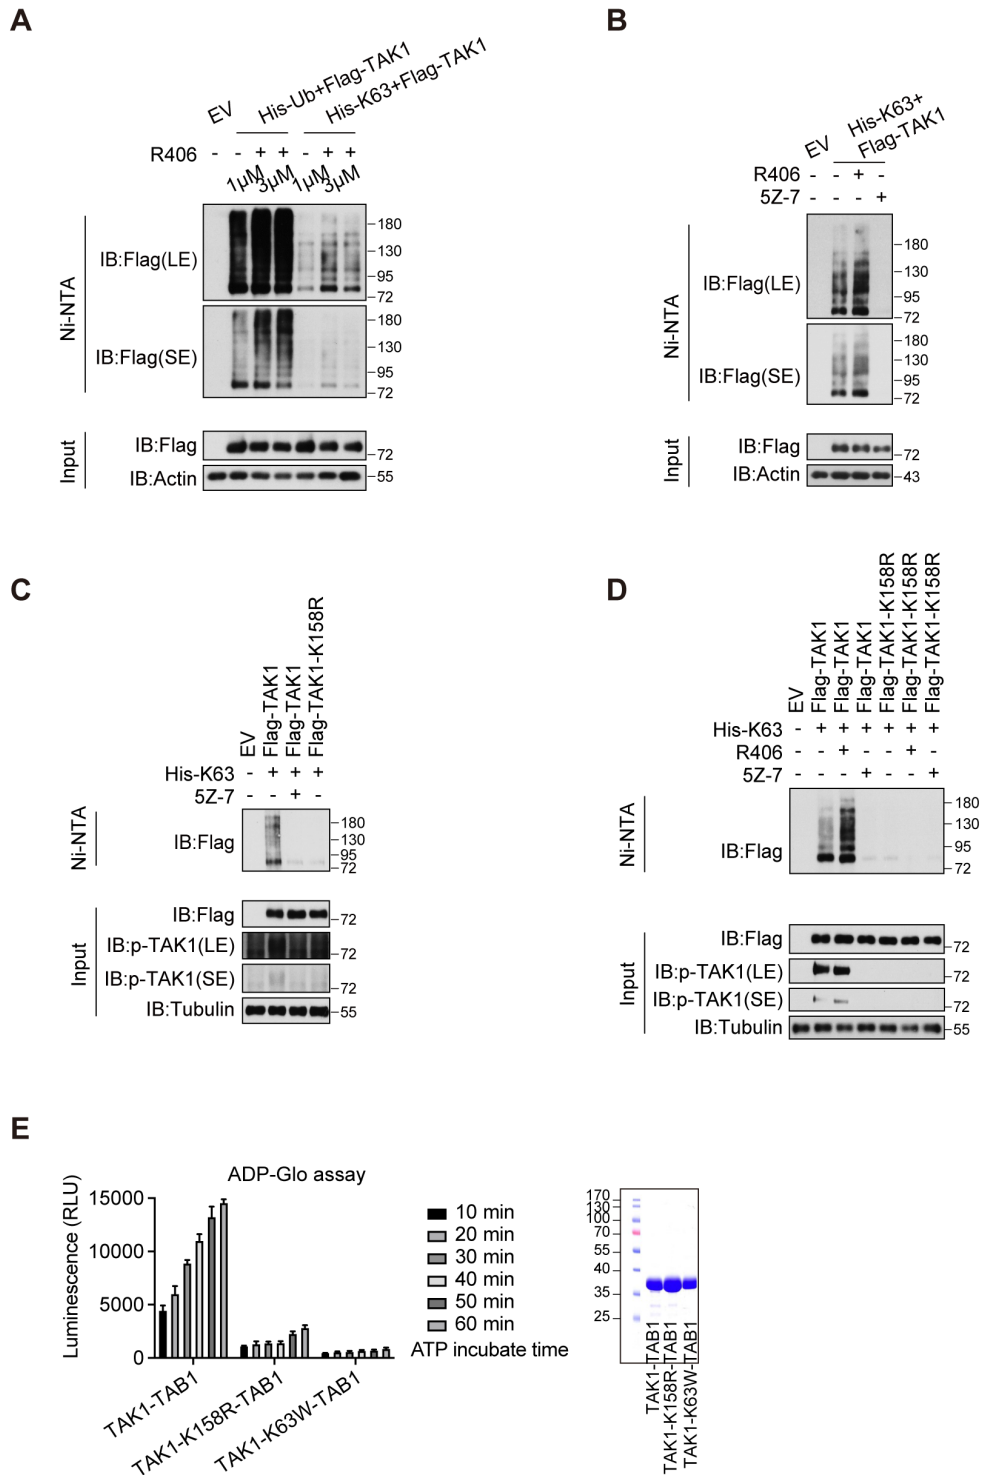 A
EV
His-Ub+Flag-TAK1
His-K63+Flag-TAK1
R406 - - + + - + +
1μM 3μM 1μM 3μM
Ni-NTA
IB:Flag(LE)
180
130
95
72
IB:Flag(SE)
180
130
95
72
Input
IB:Flag
72
IB:Actin
55
B
EV
His-K63+
Flag-TAK1
R406 - - + -
5Z-7 - - - +
Ni-NTA
IB:Flag(LE)
180
130
95
72
IB:Flag(SE)
180
130
95
72
Input
IB:Flag
72
IB:Actin
43
C
EV
Flag-TAK1
Flag-TAK1
Flag-TAK1-K158R
His-K63 - + + +
5Z-7 - - + -
Ni-NTA
IB:Flag
180
130
95
72
Input
IB:Flag
72
IB:p-TAK1(LE)
72
IB:p-TAK1(SE)
72
IB:Tubulin
55
D
EV
Flag-TAK1
Flag-TAK1
Flag-TAK1
Flag-TAK1-K158R
Flag-TAK1-K158R
Flag-TAK1-K158R
His-K63 - + + + + + +
R406 - - + - - + -
5Z-7 - - - + - - +
Ni-NTA
IB:Flag
180
130
95
72
Input
IB:Flag
72
IB:p-TAK1(LE)
72
IB:p-TAK1(SE)
72
IB:Tubulin
55
E
ADP-Glo assay
Luminescence (RLU)
15000
10000
5000
0
TAK1-TAB1
TAK1-K158R-TAB1
TAK1-K63W-TAB1
10 min
20 min
30 min
40 min
50 min
60 min
ATP incubate time
170
130
100
70
55
40
35
25
TAK1-TAB1
TAK1-K158R-TAB1
TAK1-K63W-TAB1